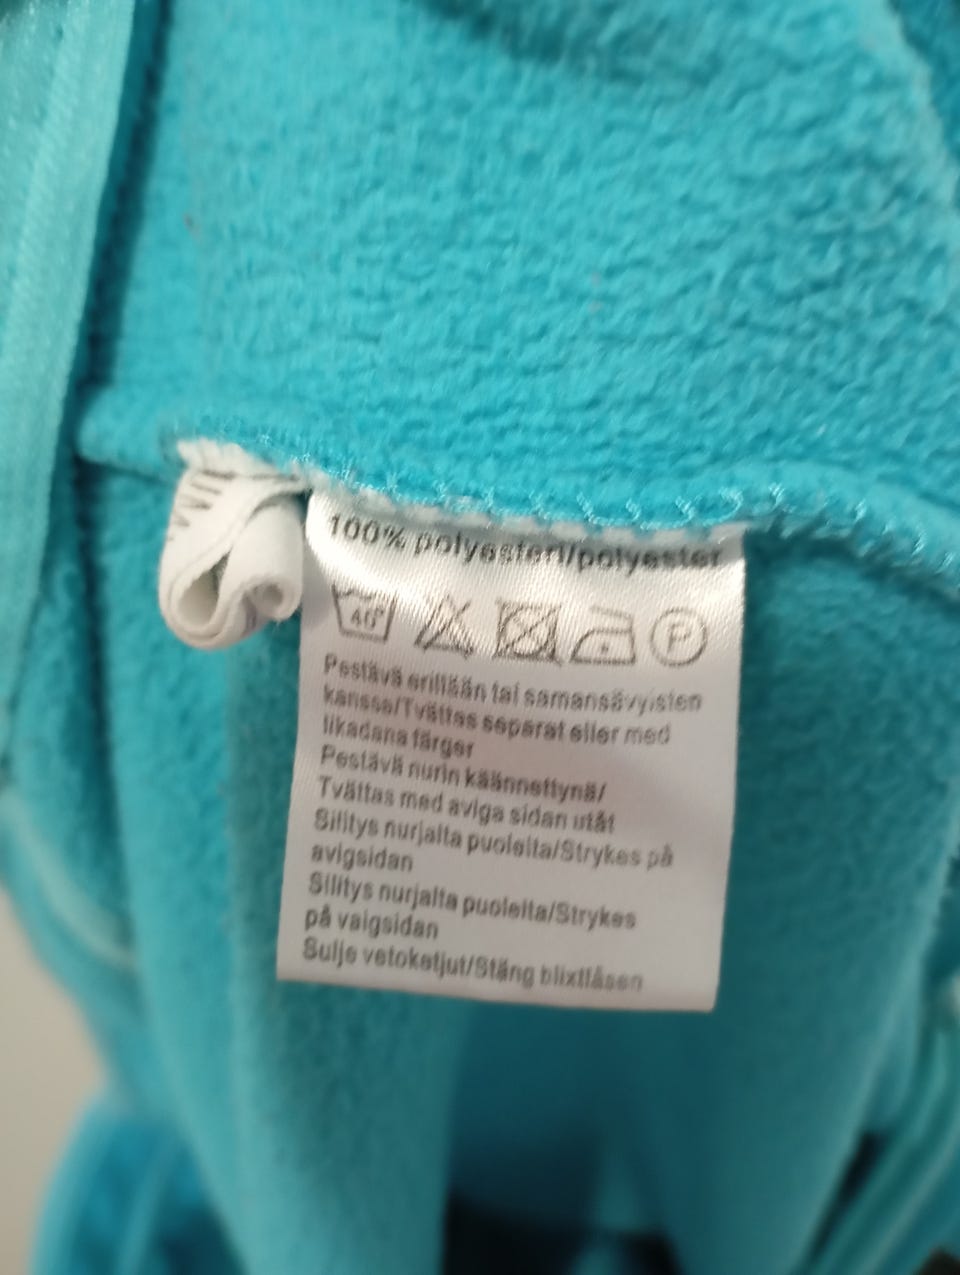 100% polyesteri/polyester
40°
P
Pestävä erillään tai samansävyisten
kanssa/Tvättas separat eller med
likadana färger
Pestävä nurin käännettynä/
Tvättas med aviga sidan utåt
Silitys nurjalta puolelta/Strykes på
avigsidan
Silitys nurjalta puolelta/Strykes
på vaigsidan
Sulje vetoketjut/Stäng blixtlåsen